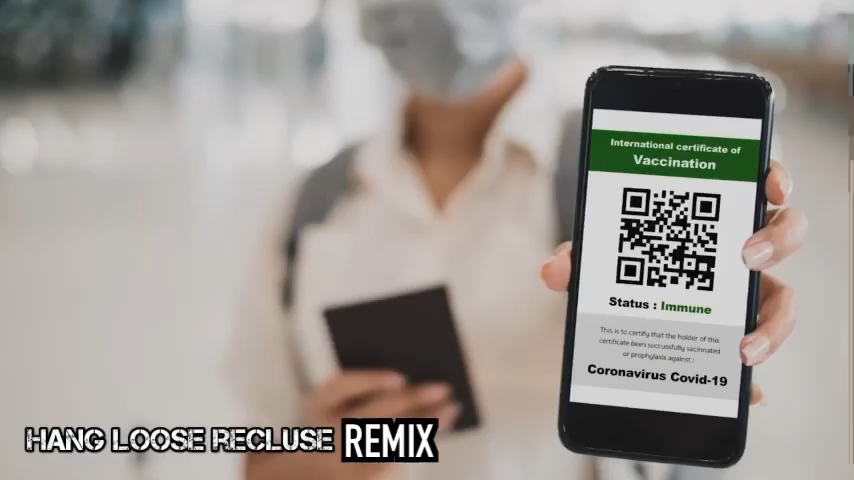 International certificate of
Vaccination
Status : Immune
This is to certify that the holder of this
certificate been successfully vacinnated
or prophylaxis against :
Coronavirus Covid-19
HANG LOOSE RECLUSE REMIX